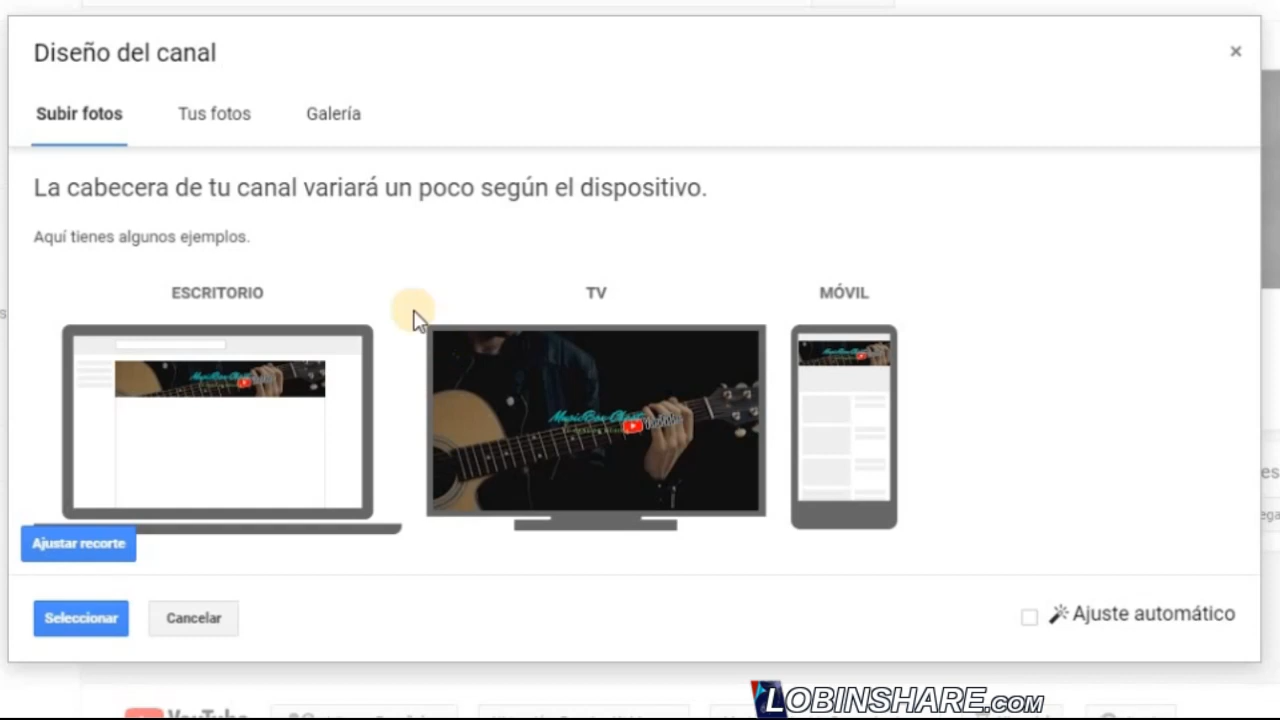 Diseño del canal
×
Subir fotos
Tus fotos
Galería
La cabecera de tu canal variará un poco según el dispositivo.
Aquí tienes algunos ejemplos.
ESCRITORIO
TV
MÓVIL
Ajustar recorte
Seleccionar
Cancelar
Ajuste automático
YouTube
LOBINSHARE.COM